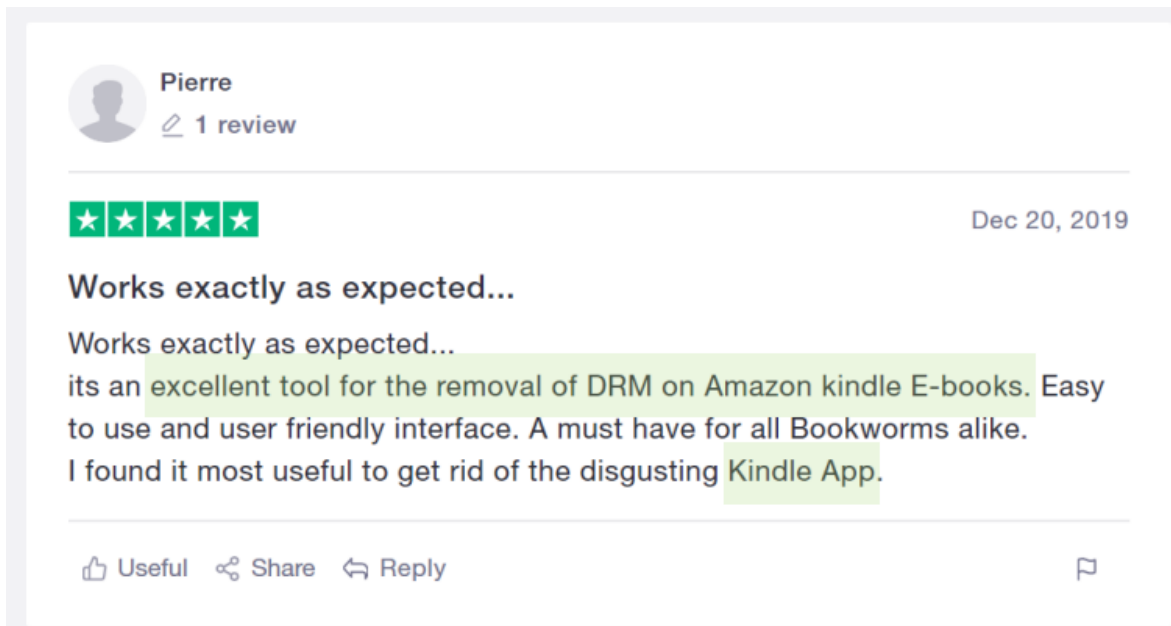 Pierre
1 review
Dec 20, 2019
Works exactly as expected...
Works exactly as expected...
its an excellent tool for the removal of DRM on Amazon kindle E-books. Easy
to use and user friendly interface. A must have for all Bookworms alike.
I found it most useful to get rid of the disgusting Kindle App.
Useful Share Reply